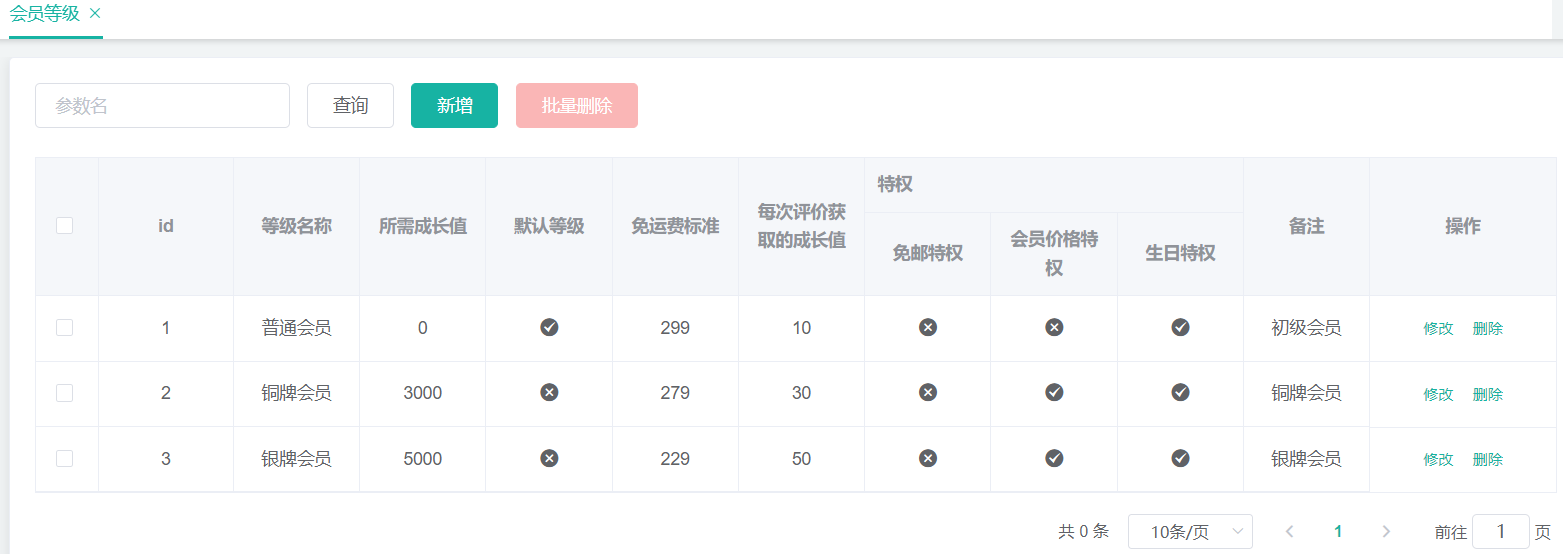 会员等级
参数名 查询 新增 批量删除
id 等级名称 所需成长值 默认等级 免运费标准 每次评价获取的成长值 特权 备注 操作
免邮特权 会员价格特权 生日特权
1 普通会员 0 299 10 初级会员 修改 删除
2 铜牌会员 3000 279 30 铜牌会员 修改 删除
3 银牌会员 5000 229 50 银牌会员 修改 删除
共 0 条 10条/页 1 前往 1 页